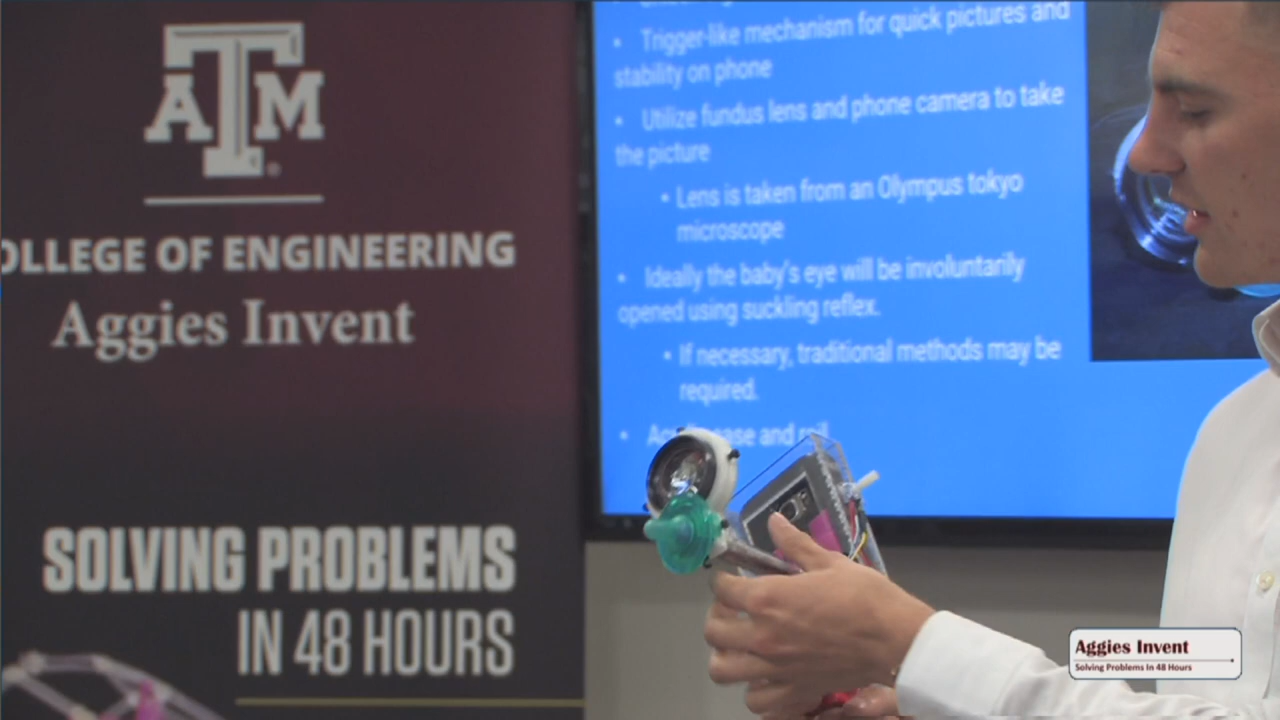 ATM
OLLEGE OF ENGINEERING
Aggies Invent
SOLVING PROBLEMS
IN 48 HOURS
• Trigger-like mechanism for quick pictures and
stability on phone
• Utilize fundus lens and phone camera to take
the picture
• Lens is taken from an Olympus tokyo
microscope
• Ideally the baby's eye will be involuntarily
opened using suckling reflex.
• If necessary, traditional methods may be
required.
• and rail
Aggies Invent
Solving Problems In 48 Hours